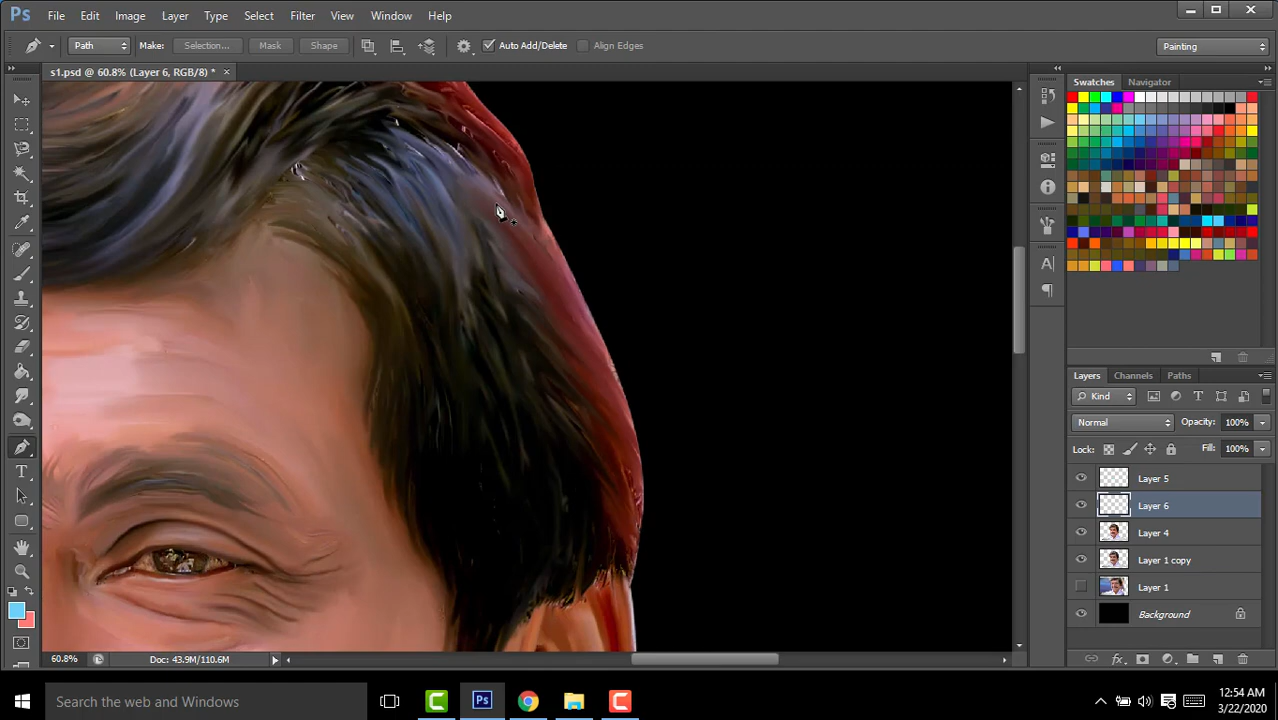 Ps File Edit Image Layer Type Select Filter View Window Help
Path Make: Selection... Mask Shape Auto Add/Delete Align Edges Painting
s1.psd @ 60.8% (Layer 6, RGB/8) * ×
Swatches Navigator
Layers Channels Paths
Kind
Normal Opacity: 100%
Lock: Fill: 100%
Layer 5
Layer 6
Layer 4
Layer 1 copy
Layer 1
Background
60.8% Doc: 43.9M/110.6M
Search the web and Windows
12:54 AM
3/22/2020